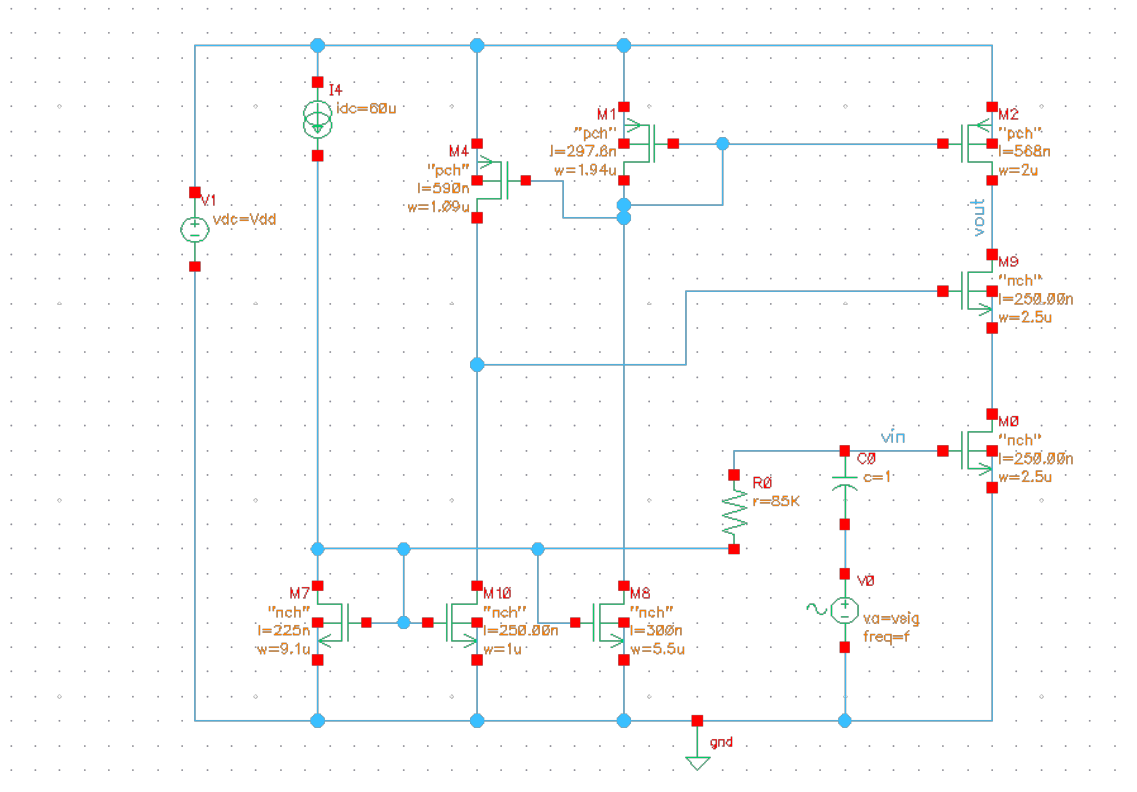 I4
idc=60u
M1
"pch"
l=297.6n
w=1.94u
M2
"pch"
l=568n
w=2u
M4
"pch"
l=590n
w=1.09u
V1
vdc=Vdd
vout
M9
"nch"
l=250.00n
w=2.5u
vin
M0
"nch"
l=250.00n
w=2.5u
C0
c=1
R0
r=85K
M7
"nch"
l=225n
w=9.1u
M10
"nch"
l=250.00n
w=1u
M8
"nch"
l=300n
w=5.5u
V0
va=vsig
freq=f
gnd